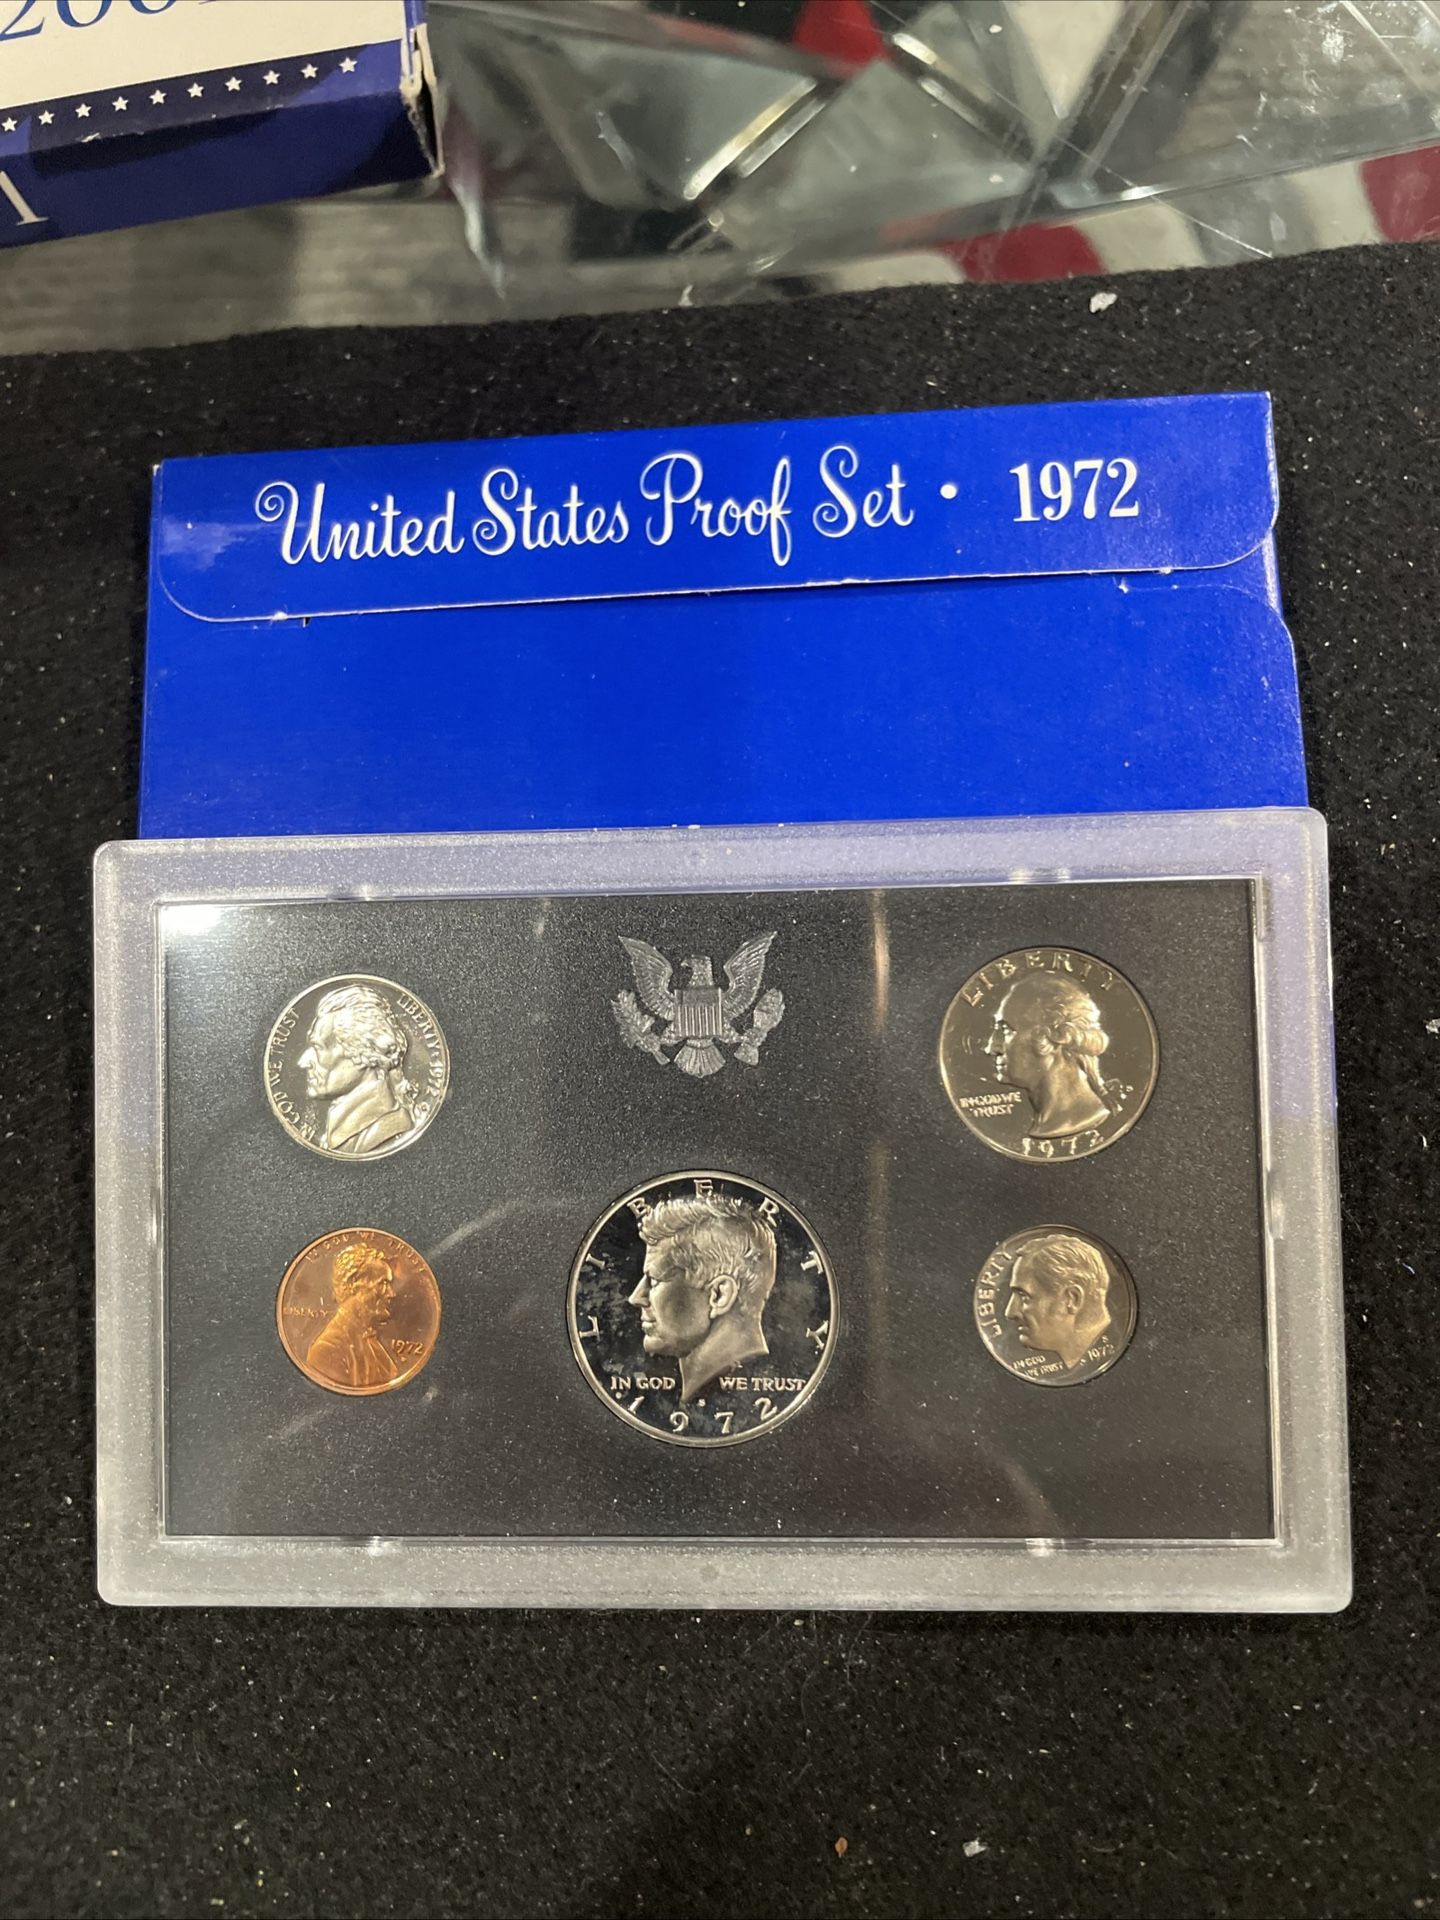 United States Proof Set • 1972
IN GOD WE TRUST LIBERTY 1972
LIBERTY
IN GOD WE
TRUST
1972
IN GOD WE TRUST
LIBERTY
1972
LIBERTY
IN GOD WE TRUST
S
1972
LIBERTY
IN GOD
WE TRUST
1972